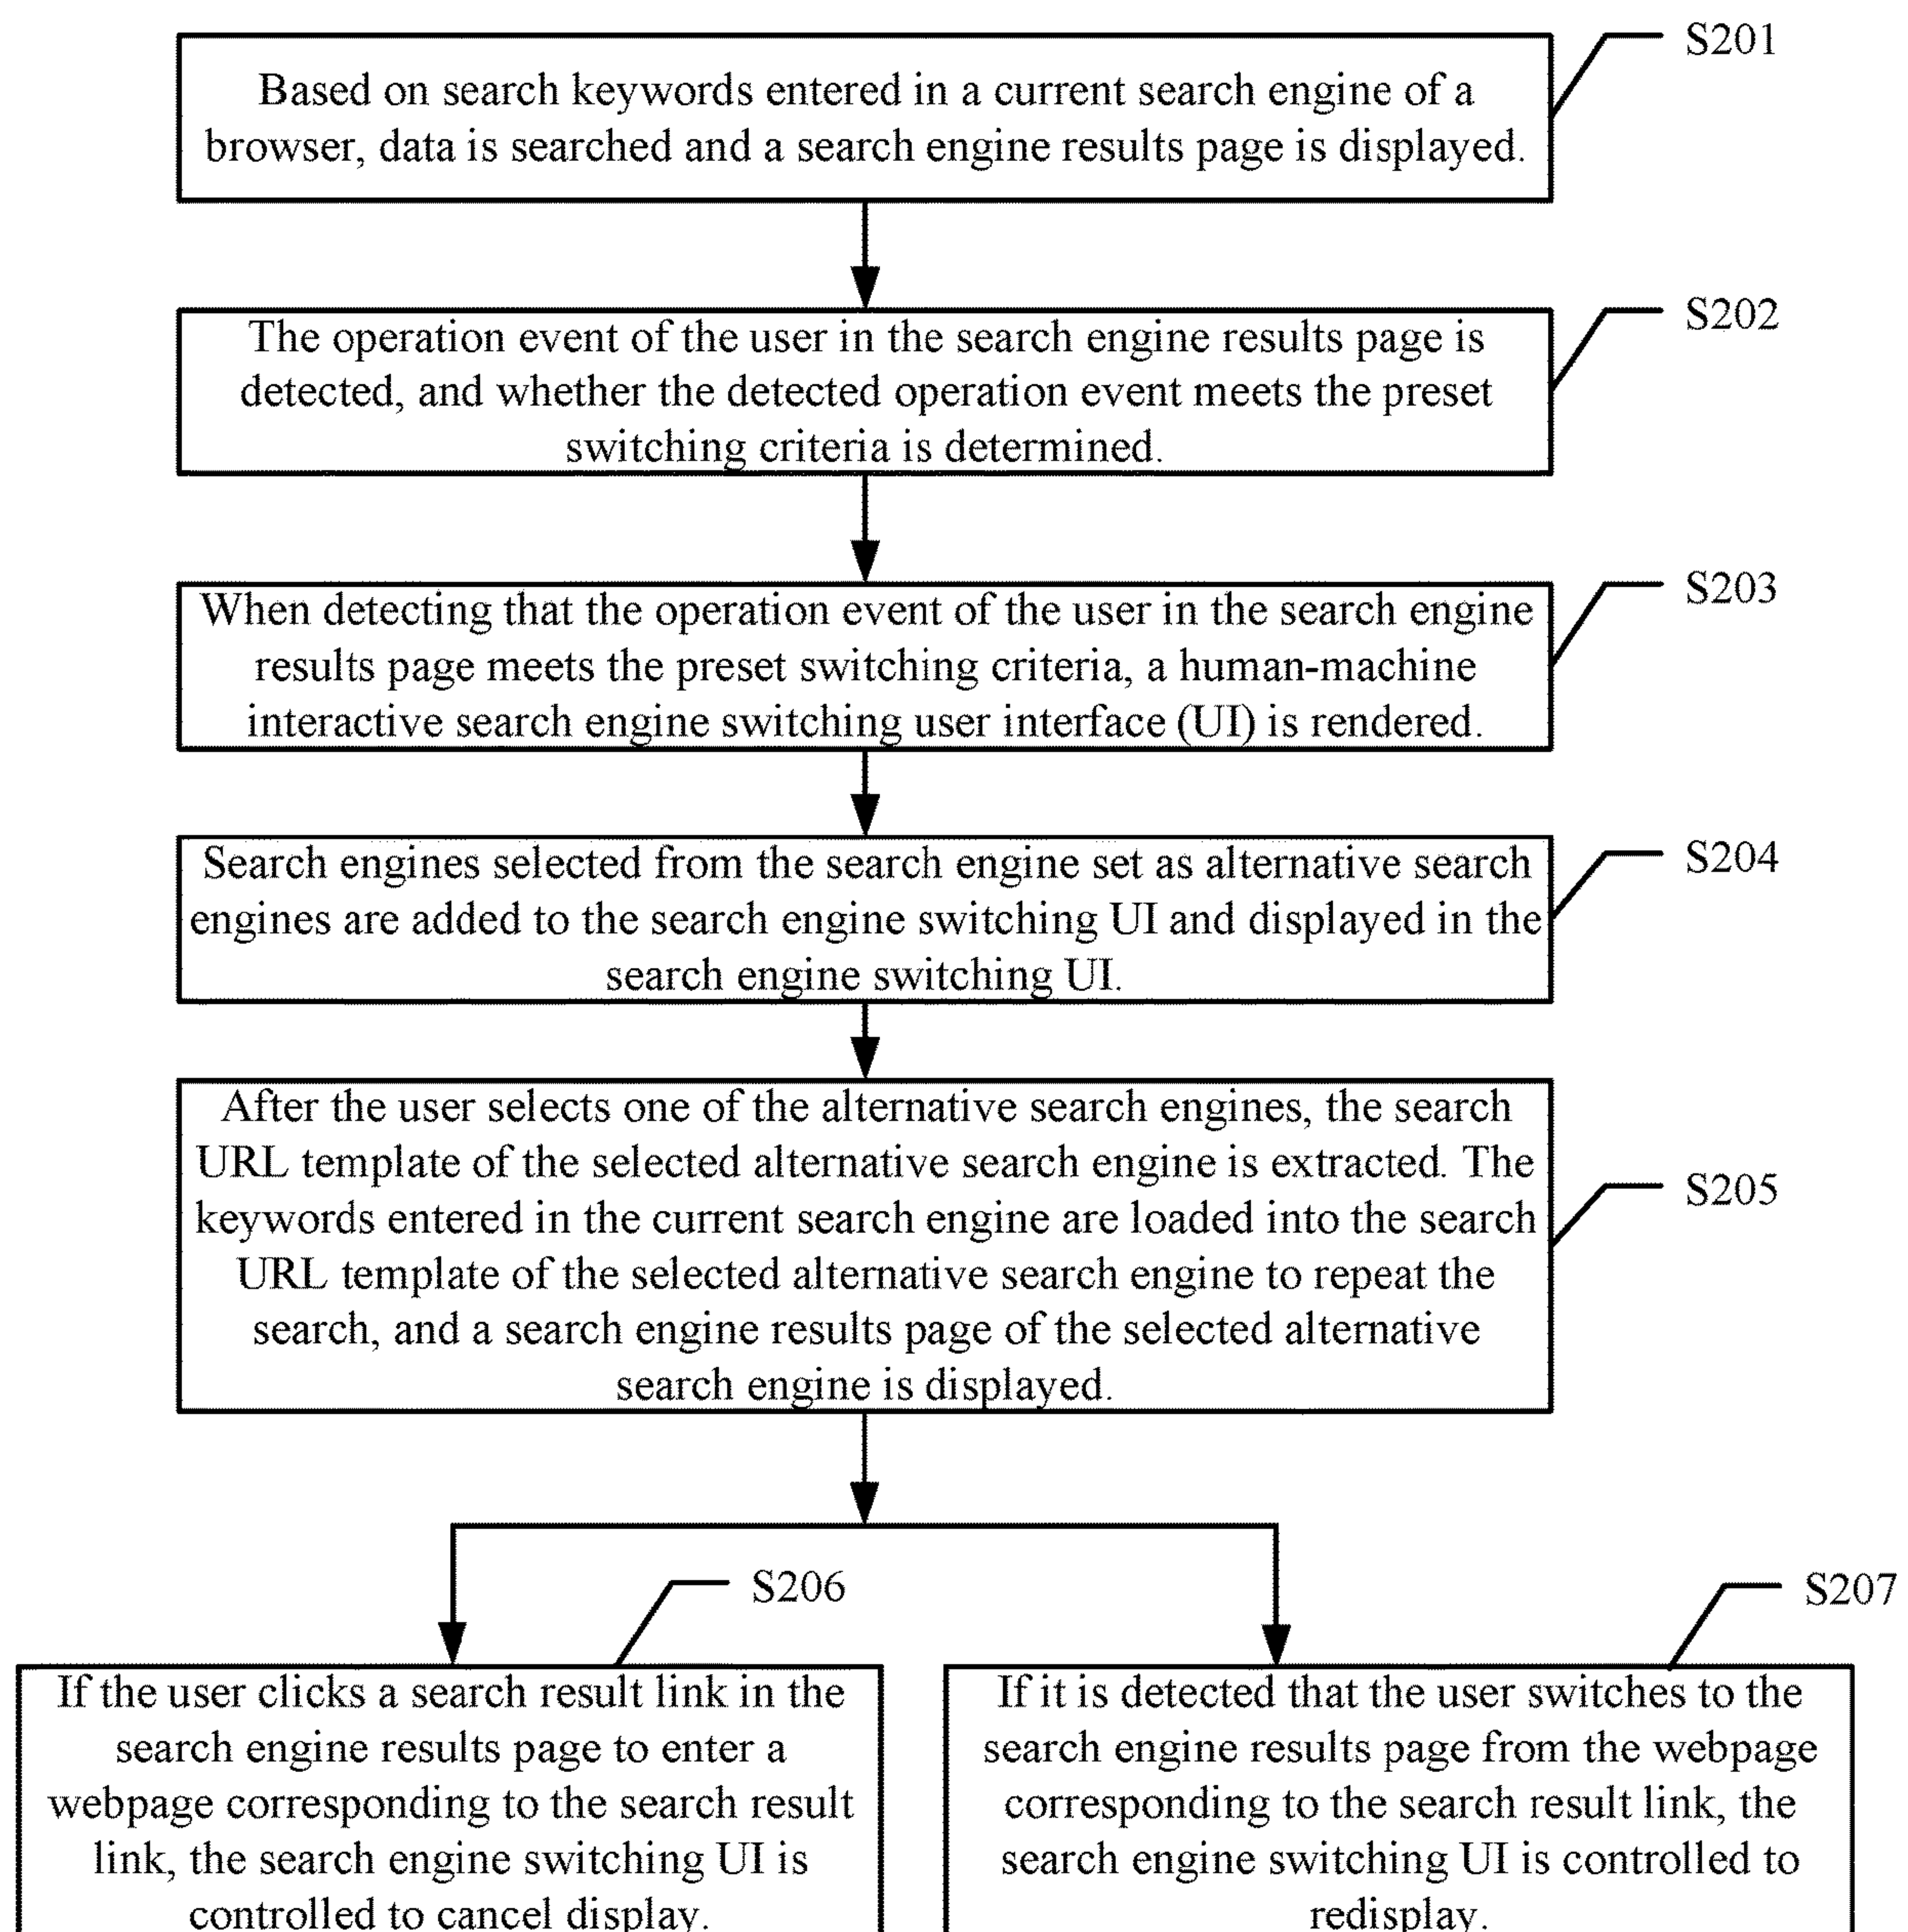 S201
Based on search keywords entered in a current search engine of a
browser, data is searched and a search engine results page is displayed.
S202
The operation event of the user in the search engine results page is
detected, and whether the detected operation event meets the preset
switching criteria is determined.
S203
When detecting that the operation event of the user in the search engine
results page meets the preset switching criteria, a human-machine
interactive search engine switching user interface (UI) is rendered.
S204
Search engines selected from the search engine set as alternative search
engines are added to the search engine switching UI and displayed in the
search engine switching UI.
S205
After the user selects one of the alternative search engines, the search
URL template of the selected alternative search engine is extracted. The
keywords entered in the current search engine are loaded into the search
URL template of the selected alternative search engine to repeat the
search, and a search engine results page of the selected alternative
search engine is displayed.
S206
If the user clicks a search result link in the
search engine results page to enter a
webpage corresponding to the search result
link, the search engine switching UI is
controlled to cancel display.
S207
If it is detected that the user switches to the
search engine results page from the webpage
corresponding to the search result link, the
search engine switching UI is controlled to
redisplay.